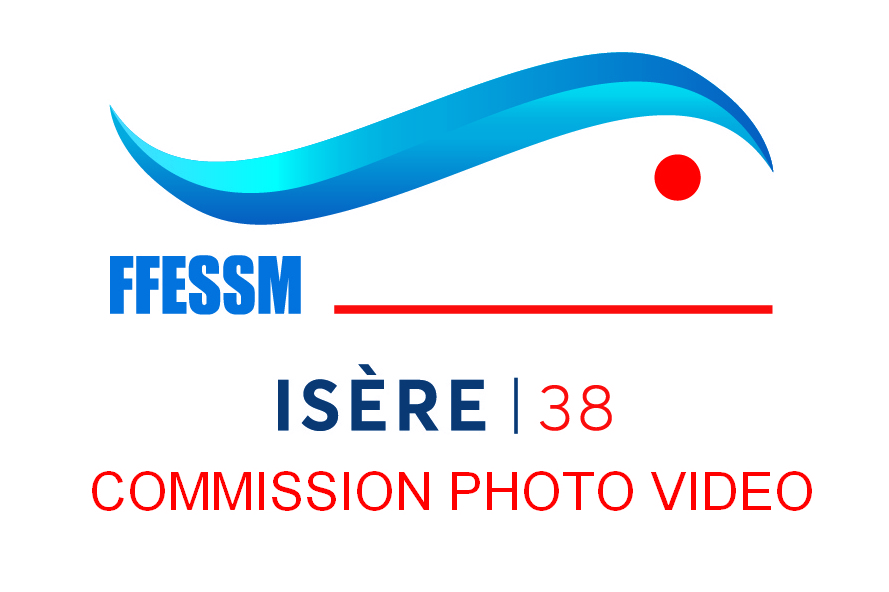 FFESSM
ISÈRE | 38
COMMISSION PHOTO VIDEO